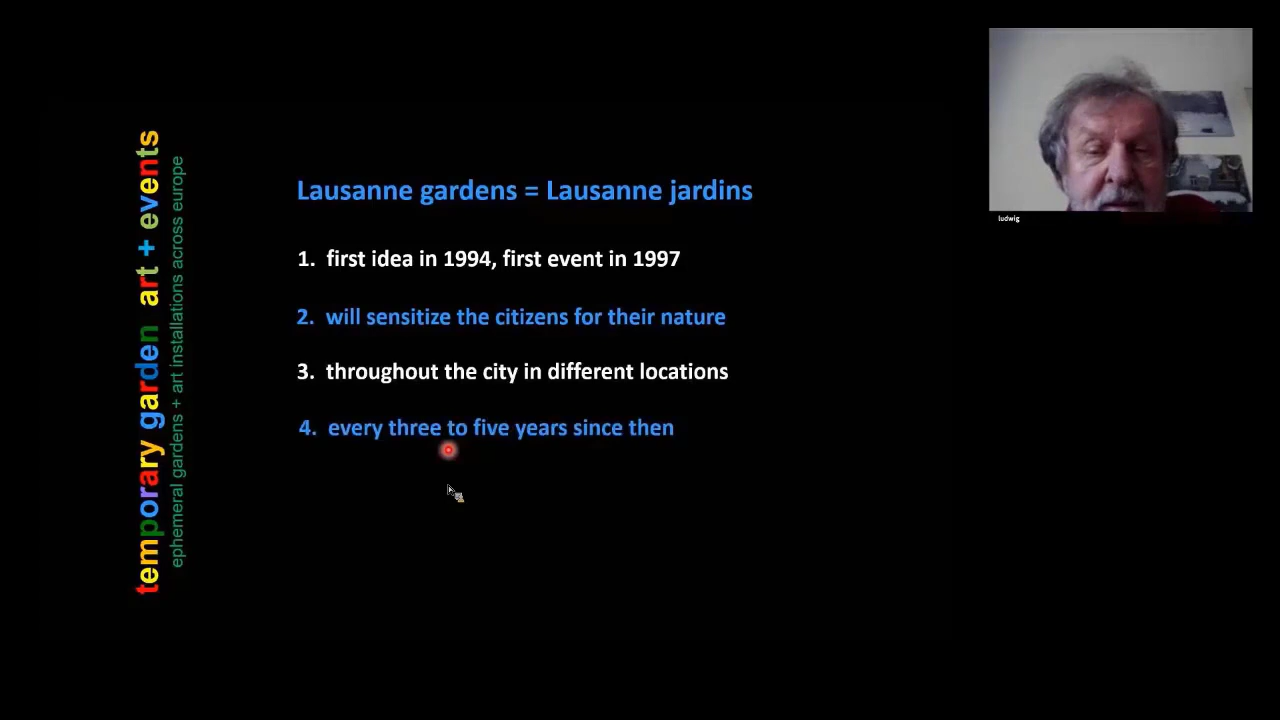 temporary garden art + events
ephemeral gardens + art installations across europe
Lausanne gardens = Lausanne jardins
1. first idea in 1994, first event in 1997
2. will sensitize the citizens for their nature
3. throughout the city in different locations
4. every three to five years since then
ludwig